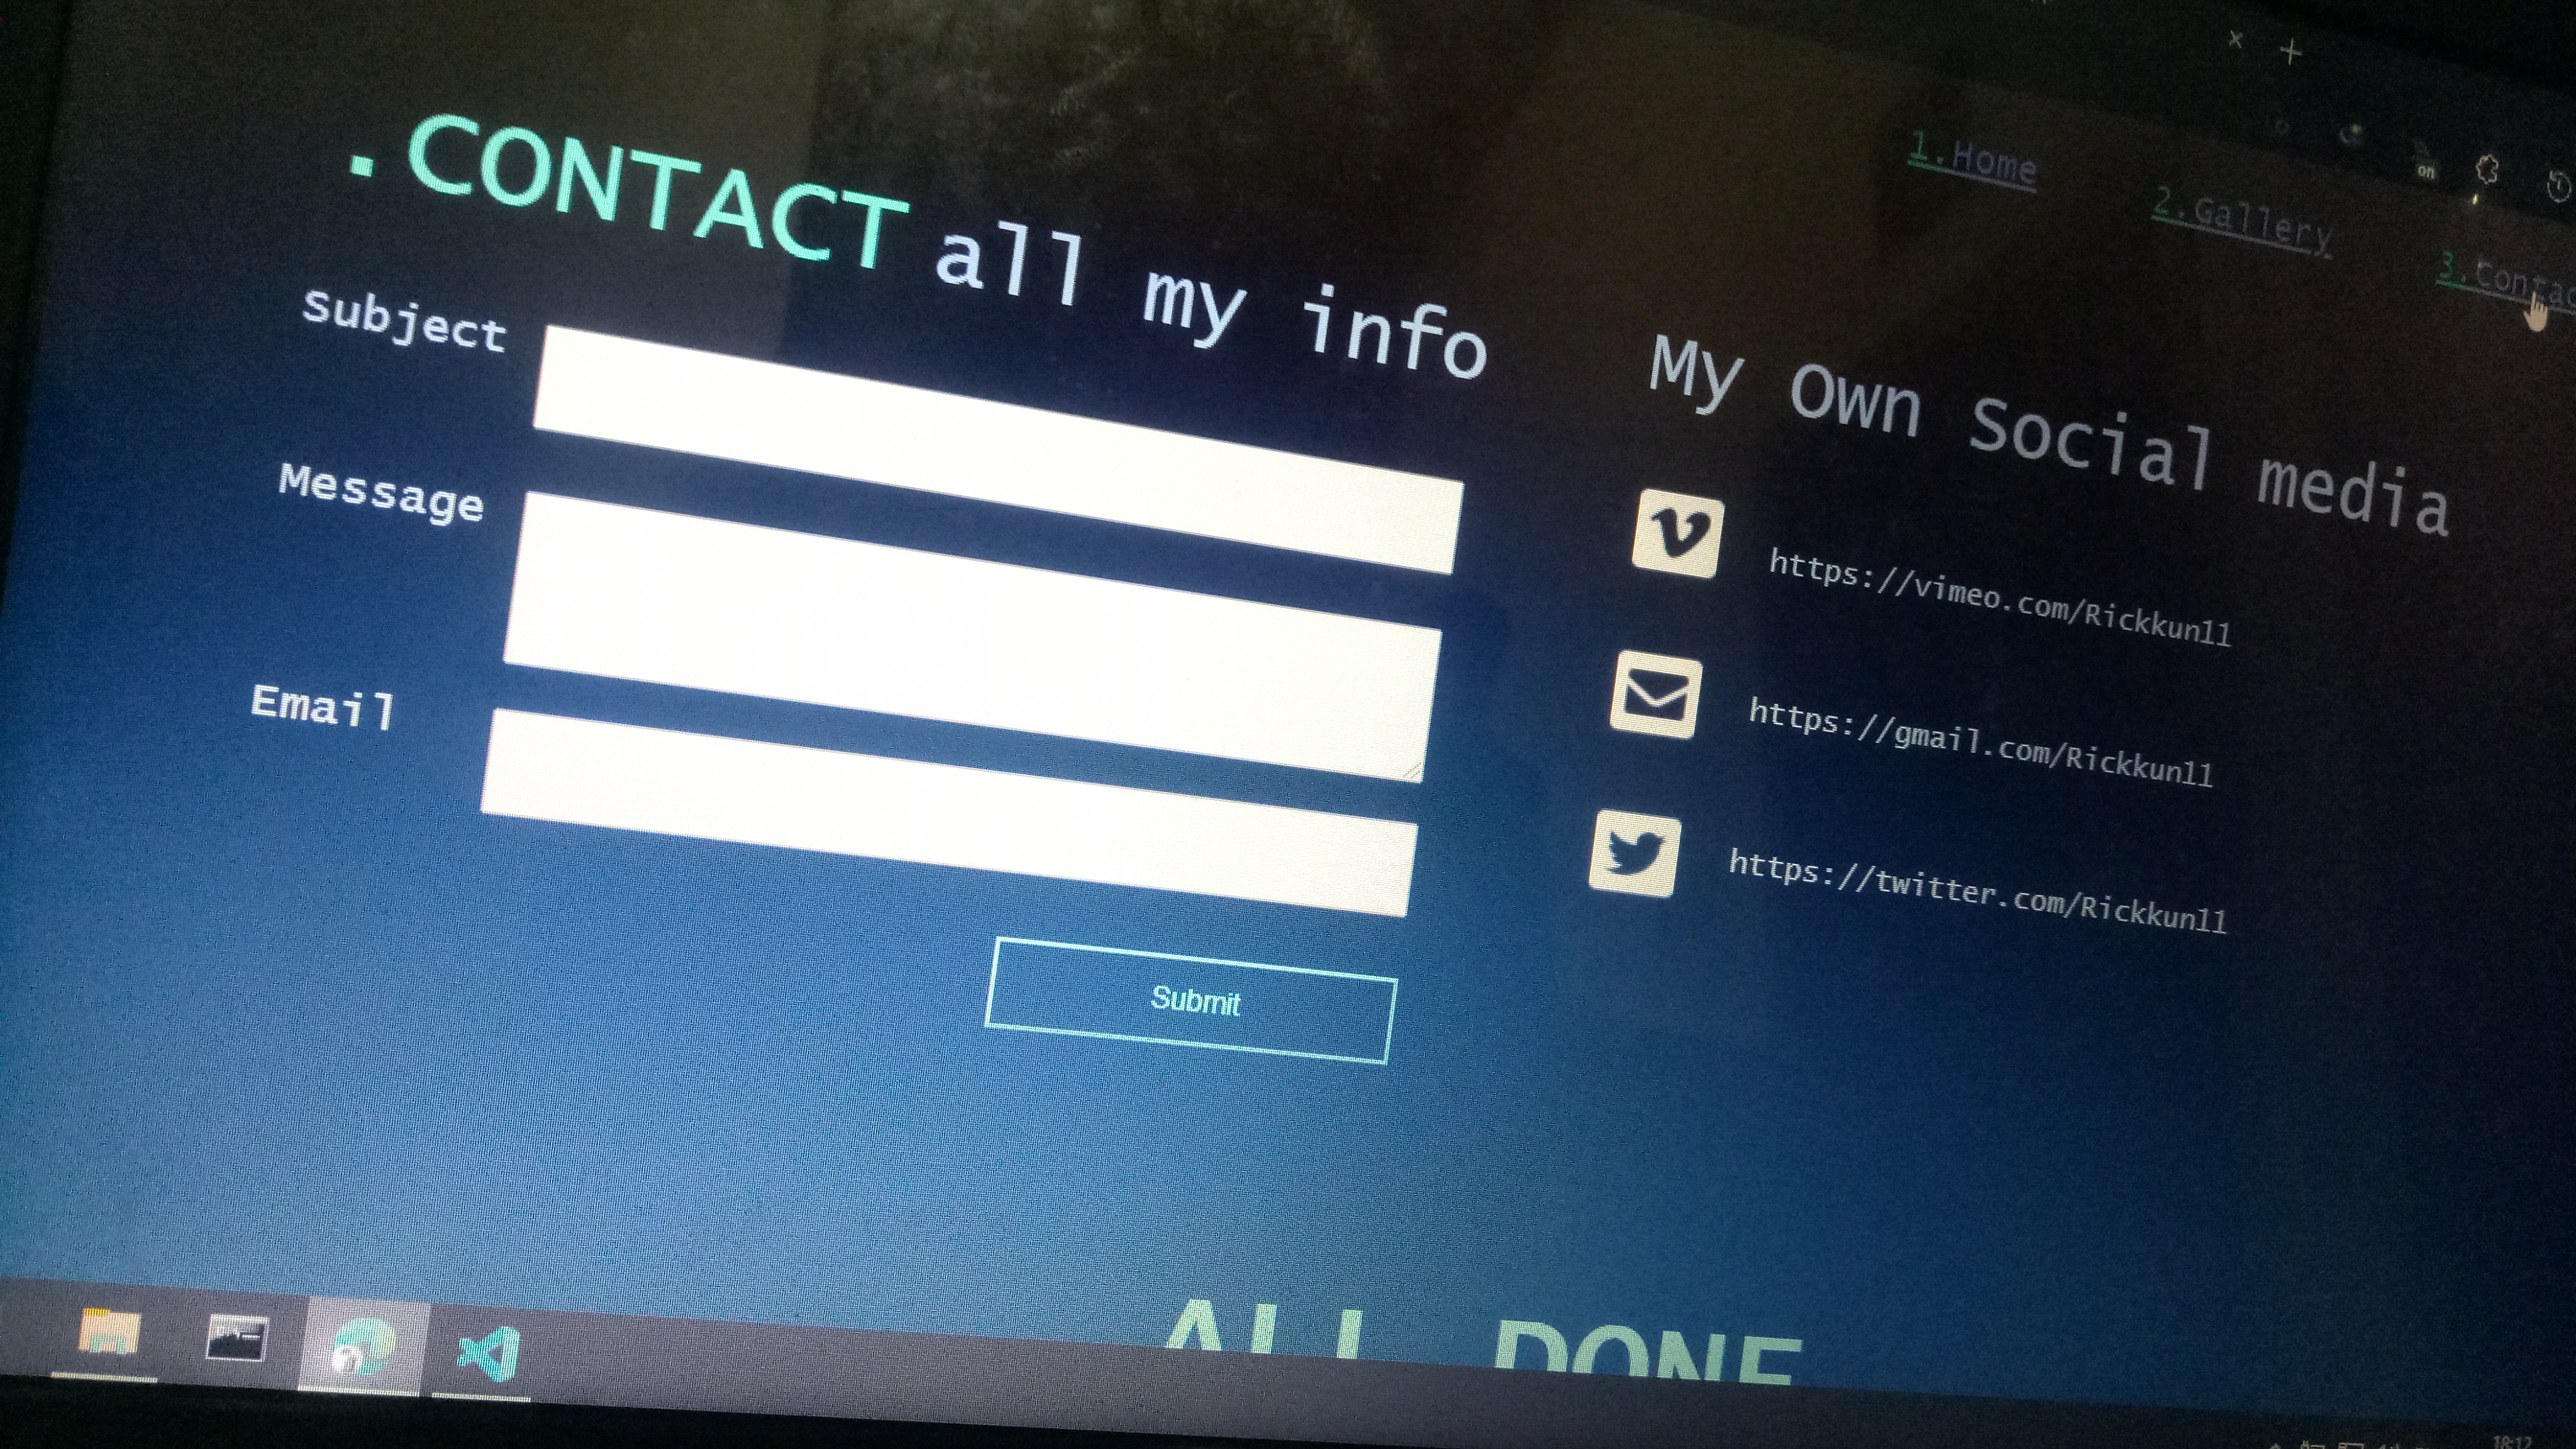 on
1.Home
2.Gallery
3.Contac
.CONTACT all my info
Subject
Message
Email
Submit
My Own Social media
https://vimeo.com/Rickkun11
https://gmail.com/Rickkun11
https://twitter.com/Rickkun11
ALL DONE